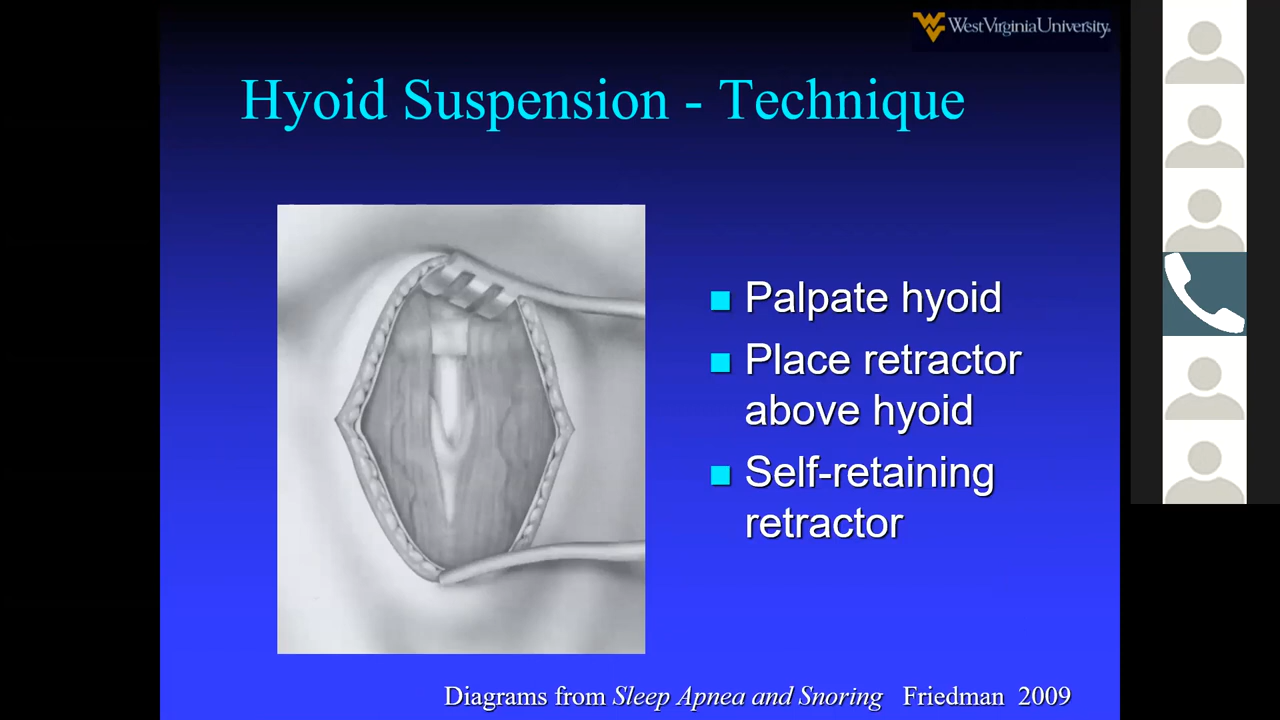 West Virginia University.
Hyoid Suspension - Technique
Palpate hyoid
Place retractor
above hyoid
Self-retaining
retractor
Diagrams from Sleep Apnea and Snoring Friedman 2009